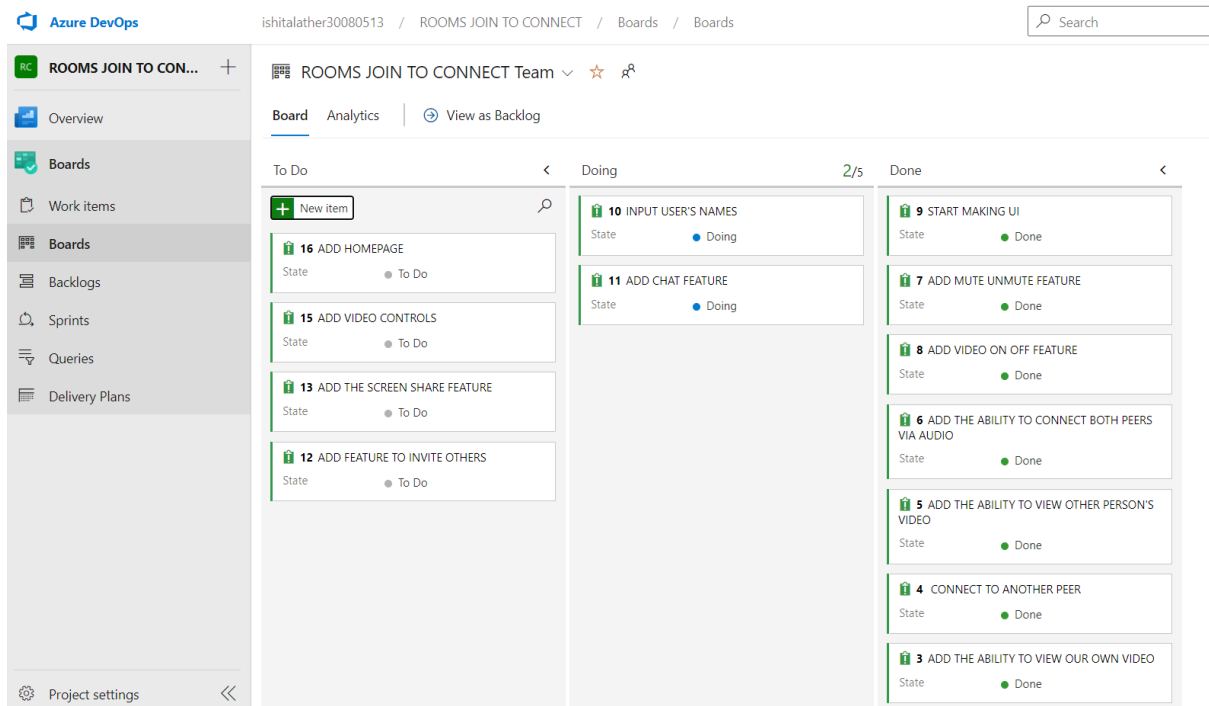 Azure DevOps
ishitalather30080513 / ROOMS JOIN TO CONNECT / Boards / Boards
Search
RC ROOMS JOIN TO CON...
ROOMS JOIN TO CONNECT Team
Overview
Boards
Work items
Boards
Backlogs
Sprints
Queries
Delivery Plans
Project settings
Board Analytics View as Backlog
To Do
New item
16 ADD HOMEPAGE
State To Do
15 ADD VIDEO CONTROLS
State To Do
13 ADD THE SCREEN SHARE FEATURE
State To Do
12 ADD FEATURE TO INVITE OTHERS
State To Do
Doing 2/5
10 INPUT USER'S NAMES
State Doing
11 ADD CHAT FEATURE
State Doing
Done
9 START MAKING UI
State Done
7 ADD MUTE UNMUTE FEATURE
State Done
8 ADD VIDEO ON OFF FEATURE
State Done
6 ADD THE ABILITY TO CONNECT BOTH PEERS
VIA AUDIO
State Done
5 ADD THE ABILITY TO VIEW OTHER PERSON'S
VIDEO
State Done
4 CONNECT TO ANOTHER PEER
State Done
3 ADD THE ABILITY TO VIEW OUR OWN VIDEO
State Done